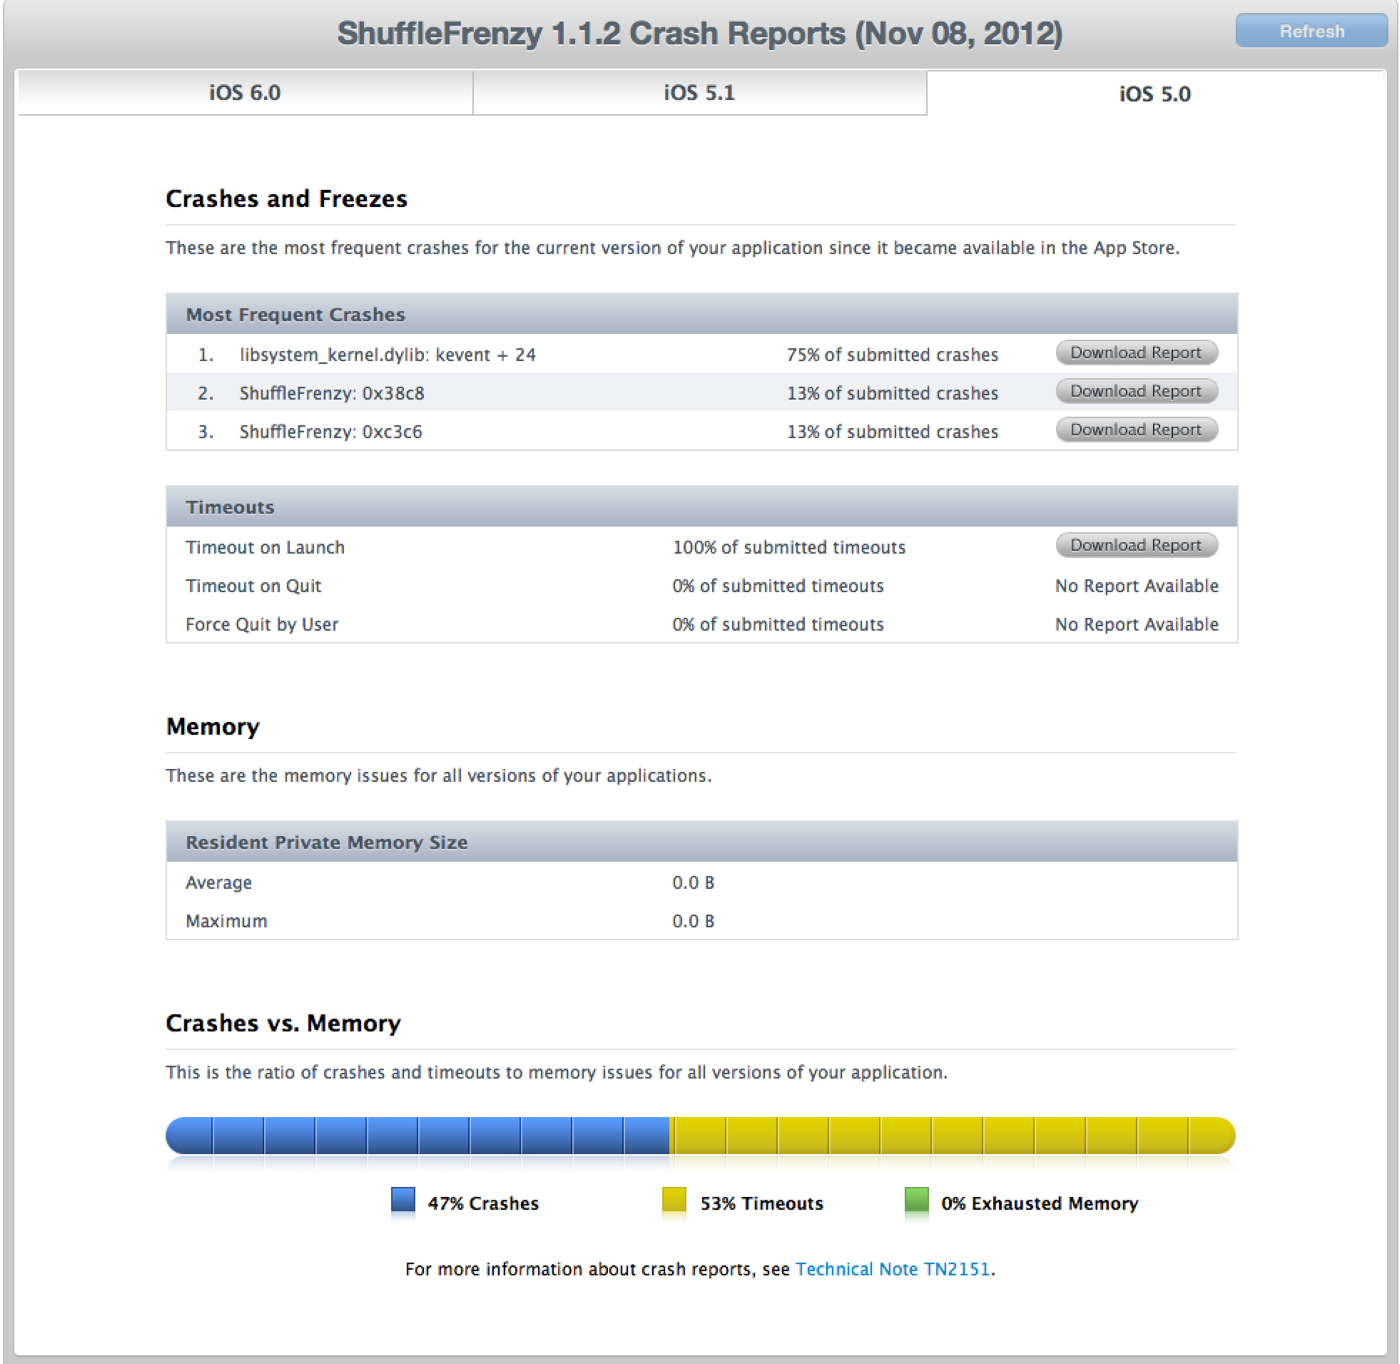 ShuffleFrenzy 1.1.2 Crash Reports (Nov 08, 2012)
Refresh
iOS 6.0 iOS 5.1 iOS 5.0
Crashes and Freezes
These are the most frequent crashes for the current version of your application since it became available in the App Store.
Most Frequent Crashes
1. libsystem_kernel.dylib: kevent + 24 75% of submitted crashes Download Report
2. ShuffleFrenzy: 0x38c8 13% of submitted crashes Download Report
3. ShuffleFrenzy: 0xc3c6 13% of submitted crashes Download Report
Timeouts
Timeout on Launch 100% of submitted timeouts Download Report
Timeout on Quit 0% of submitted timeouts No Report Available
Force Quit by User 0% of submitted timeouts No Report Available
Memory
These are the memory issues for all versions of your applications.
Resident Private Memory Size
Average 0.0 B
Maximum 0.0 B
Crashes vs. Memory
This is the ratio of crashes and timeouts to memory issues for all versions of your application.
47% Crashes 53% Timeouts 0% Exhausted Memory
For more information about crash reports, see Technical Note TN2151.